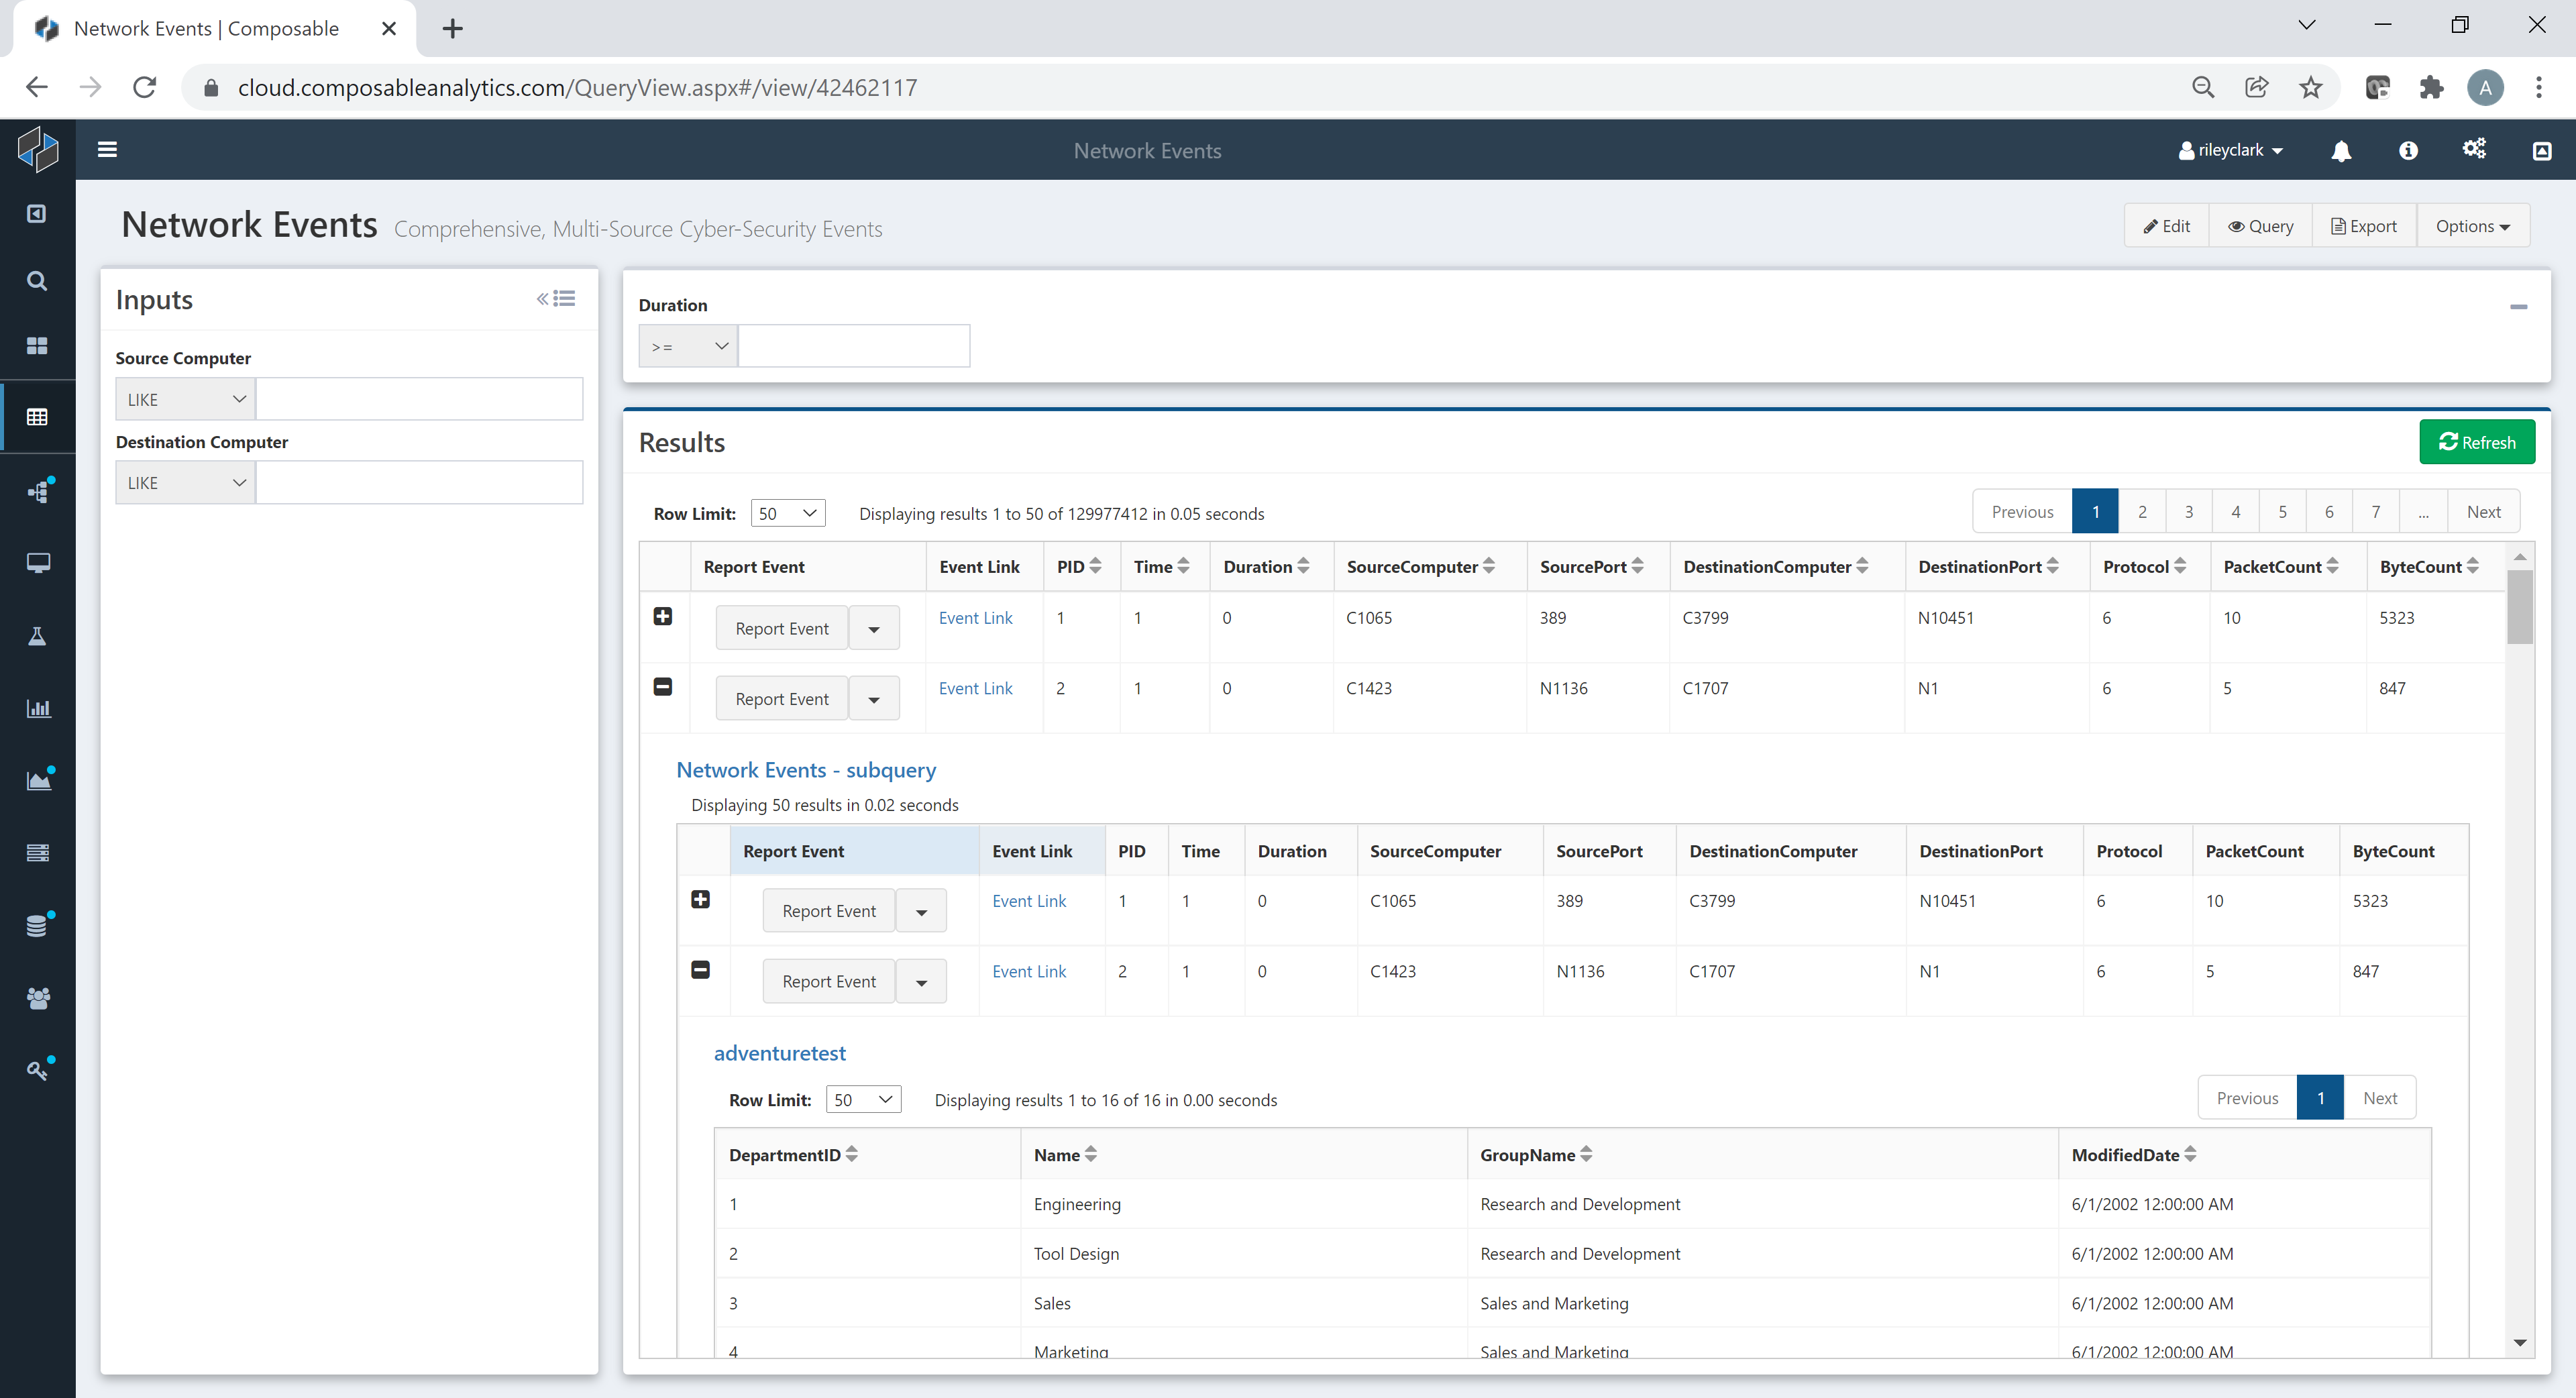 Network Events | Composable
cloud.composableanalytics.com/QueryView.aspx#/view/42462117
A
Network Events
rileyclark
Network Events Comprehensive, Multi-Source Cyber-Security Events
Edit Query Export Options
Inputs
Source Computer
LIKE
Destination Computer
LIKE
Duration
>=
Results
Refresh
Row Limit: 50 Displaying results 1 to 50 of 129977412 in 0.05 seconds
Previous 1 2 3 4 5 6 7 ... Next
Report Event Event Link PID Time Duration SourceComputer SourcePort DestinationComputer DestinationPort Protocol PacketCount ByteCount
Report Event Event Link 1 1 0 C1065 389 C3799 N10451 6 10 5323
Report Event Event Link 2 1 0 C1423 N1136 C1707 N1 6 5 847
Network Events - subquery
Displaying 50 results in 0.02 seconds
Report Event Event Link PID Time Duration SourceComputer SourcePort DestinationComputer DestinationPort Protocol PacketCount ByteCount
Report Event Event Link 1 1 0 C1065 389 C3799 N10451 6 10 5323
Report Event Event Link 2 1 0 C1423 N1136 C1707 N1 6 5 847
adventuretest
Row Limit: 50 Displaying results 1 to 16 of 16 in 0.00 seconds
Previous 1 Next
DepartmentID Name GroupName ModifiedDate
1 Engineering Research and Development 6/1/2002 12:00:00 AM
2 Tool Design Research and Development 6/1/2002 12:00:00 AM
3 Sales Sales and Marketing 6/1/2002 12:00:00 AM
4 Marketing Sales and Marketing 6/1/2002 12:00:00 AM